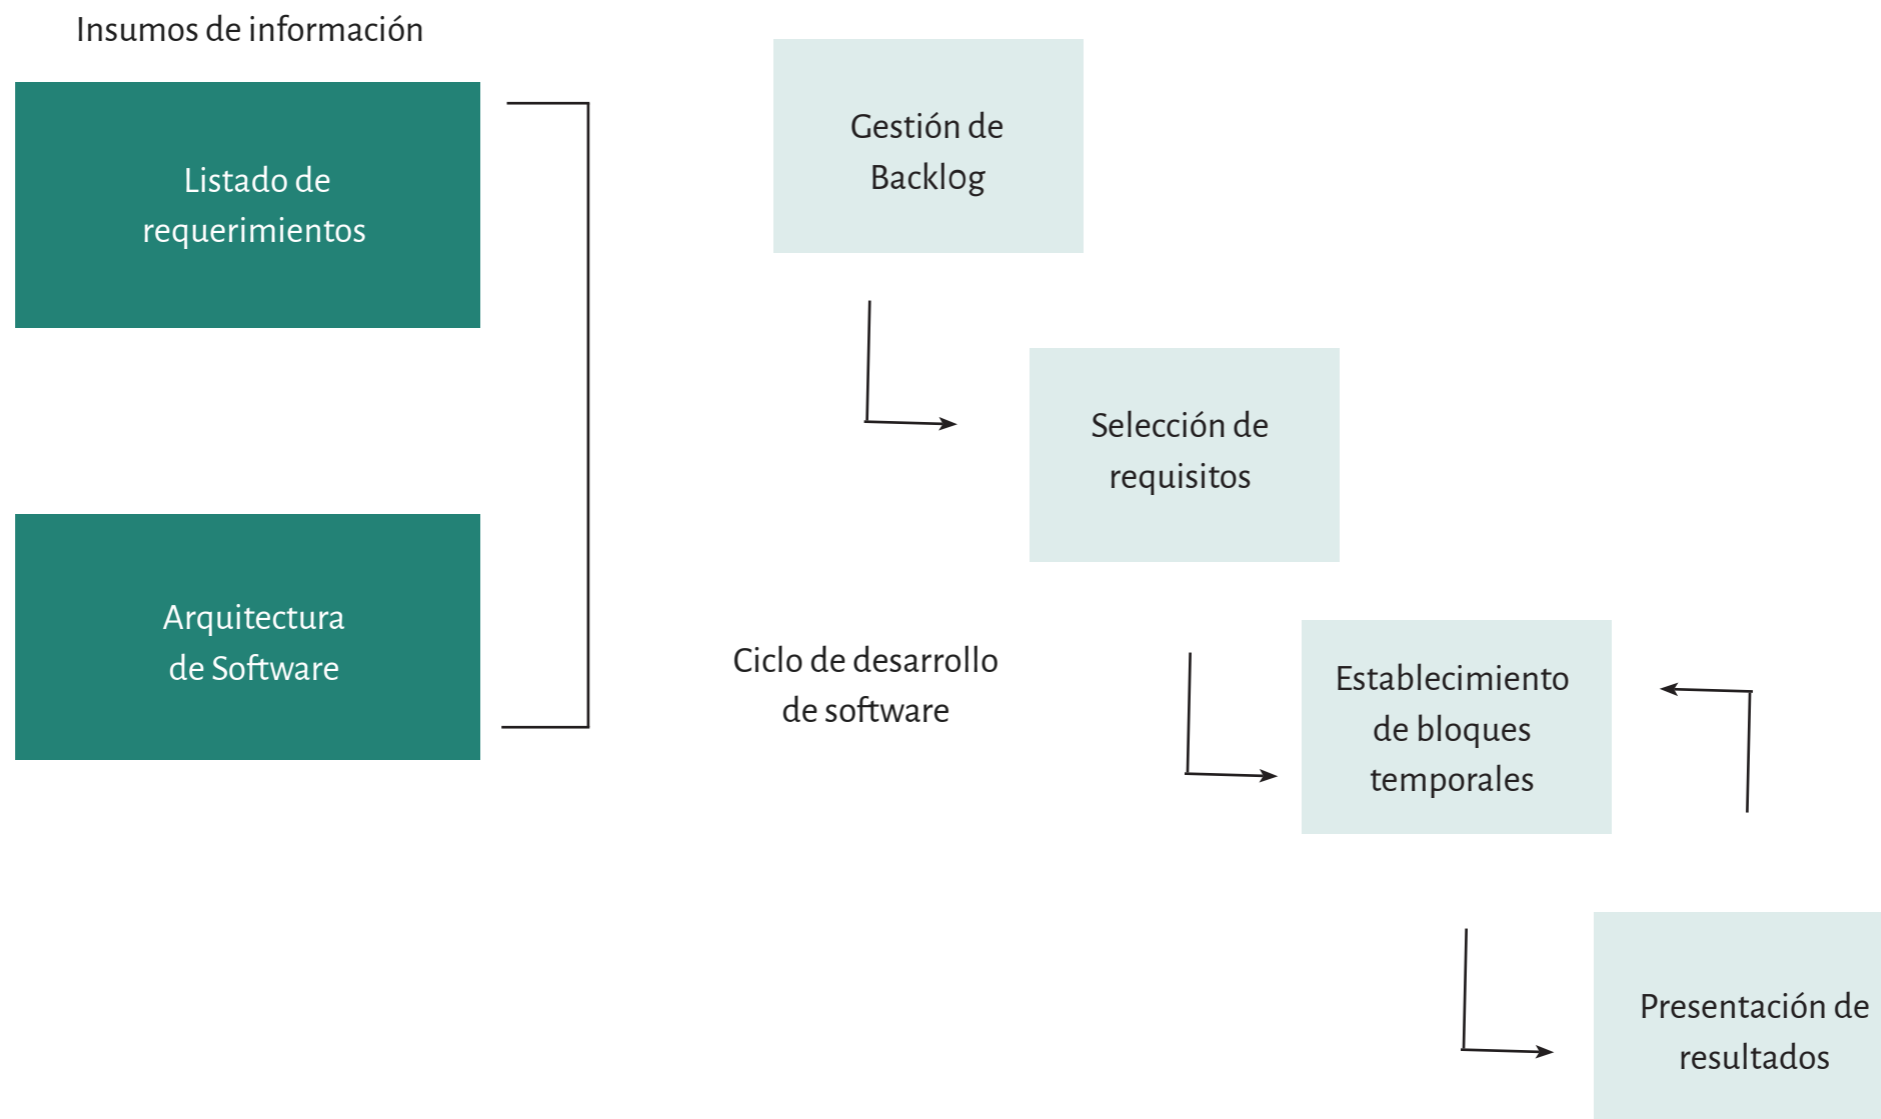 Insumos de información
Listado de
requerimientos
Arquitectura
de Software
Gestión de
Backlog
Selección de
requisitos
Ciclo de desarrollo
de software
Establecimiento
de bloques
temporales
Presentación de
resultados